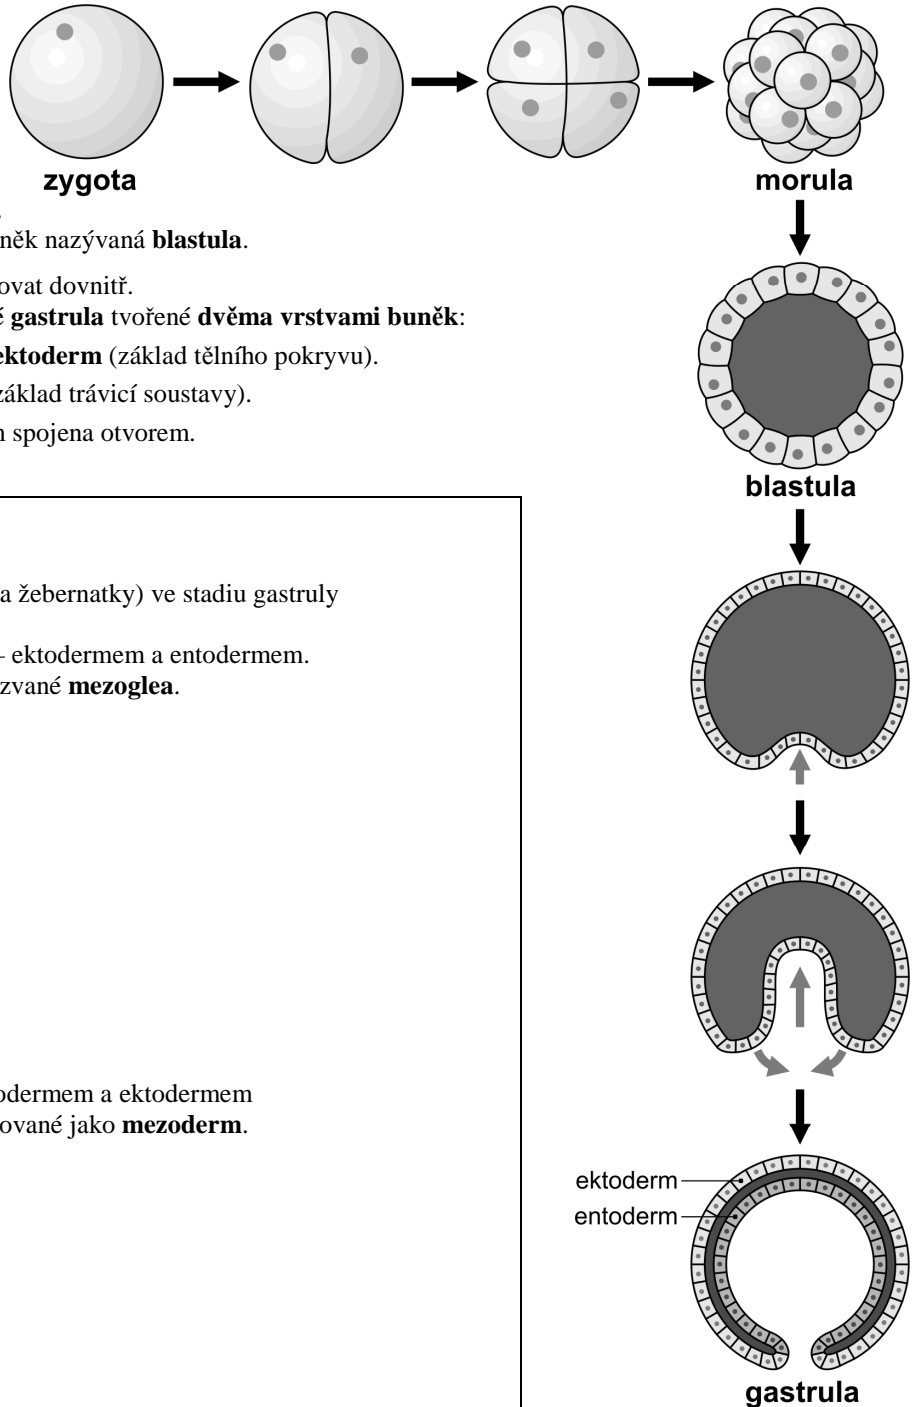 zygota
morula
něk nazývaná blastula.
ovat dovnitř.
é gastrula tvořené dvěma vrstvami buněk:
ektoderm (základ tělního pokryvu).
základ trávicí soustavy).
n spojena otvorem.
blastula
a žebernatky) ve stadiu gastruly
– ektodermem a entodermem.
zvané mezoglea.
odermem a ektodermem
ované jako mezoderm.
ektoderm
entoderm
gastrula